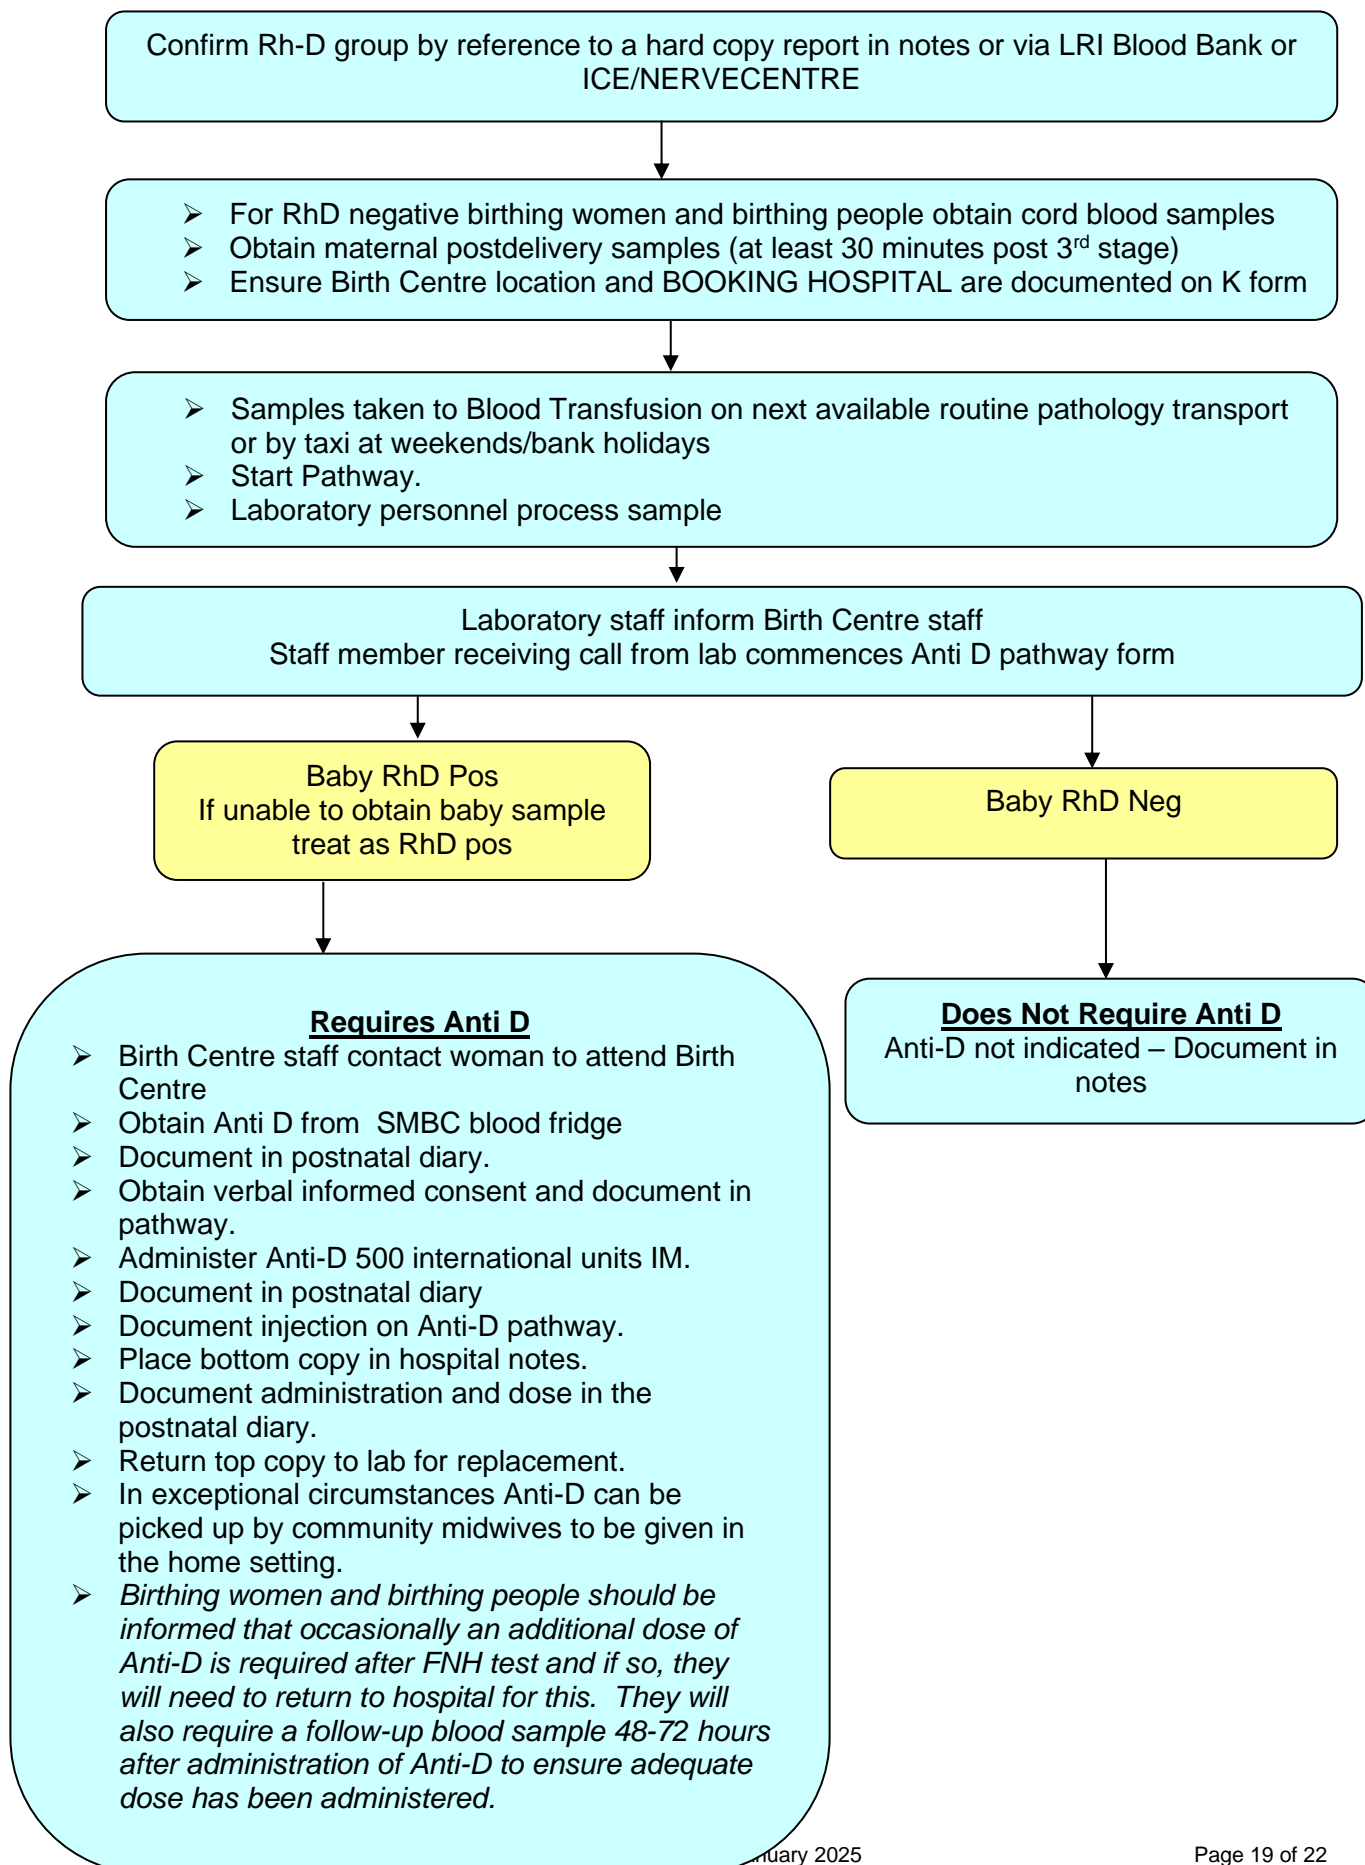 Confirm Rh-D group by reference to a hard copy report in notes or via LRI Blood Bank or
ICE/NERVECENTRE
➢ For RhD negative birthing women and birthing people obtain cord blood samples
➢ Obtain maternal postdelivery samples (at least 30 minutes post 3rd stage)
➢ Ensure Birth Centre location and BOOKING HOSPITAL are documented on K form
➢ Samples taken to Blood Transfusion on next available routine pathology transport
or by taxi at weekends/bank holidays
➢ Start Pathway.
➢ Laboratory personnel process sample
Laboratory staff inform Birth Centre staff
Staff member receiving call from lab commences Anti D pathway form
Baby RhD Pos
If unable to obtain baby sample
treat as RhD pos
Baby RhD Neg
Requires Anti D
➢ Birth Centre staff contact woman to attend Birth
Centre
➢ Obtain Anti D from SMBC blood fridge
➢ Document in postnatal diary.
➢ Obtain verbal informed consent and document in
pathway.
➢ Administer Anti-D 500 international units IM.
➢ Document in postnatal diary
➢ Document injection on Anti-D pathway.
➢ Place bottom copy in hospital notes.
➢ Document administration and dose in the
postnatal diary.
➢ Return top copy to lab for replacement.
➢ In exceptional circumstances Anti-D can be
picked up by community midwives to be given in
the home setting.
➢ Birthing women and birthing people should be
informed that occasionally an additional dose of
Anti-D is required after FNH test and if so, they
will need to return to hospital for this. They will
also require a follow-up blood sample 48-72 hours
after administration of Anti-D to ensure adequate
dose has been administered.
Does Not Require Anti D
Anti-D not indicated – Document in
notes
2025
Page 19 of 22